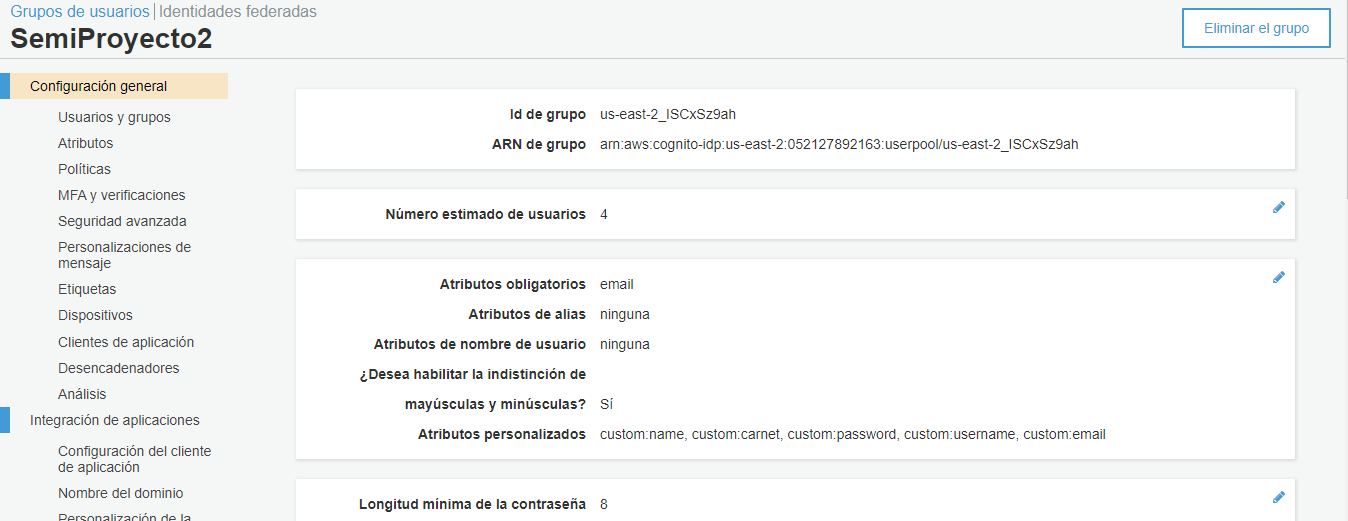 Grupos de usuarios | Identidades federadas
SemiProyecto2
Eliminar el grupo
Configuración general
Usuarios y grupos
Atributos
Políticas
MFA y verificaciones
Seguridad avanzada
Personalizaciones de
mensaje
Etiquetas
Dispositivos
Clientes de aplicación
Desencadenadores
Análisis
Integración de aplicaciones
Configuración del cliente
de aplicación
Nombre del dominio
Personalización de la
Id de grupo us-east-2_ISCxSz9ah
ARN de grupo arn:aws:cognito-idp:us-east-2:052127892163:userpool/us-east-2_ISCxSz9ah
Número estimado de usuarios 4
Atributos obligatorios email
Atributos de alias ninguna
Atributos de nombre de usuario ninguna
¿Desea habilitar la indistinción de
mayúsculas y minúsculas? Sí
Atributos personalizados custom:name, custom:carnet, custom:password, custom:username, custom:email
Longitud mínima de la contraseña 8